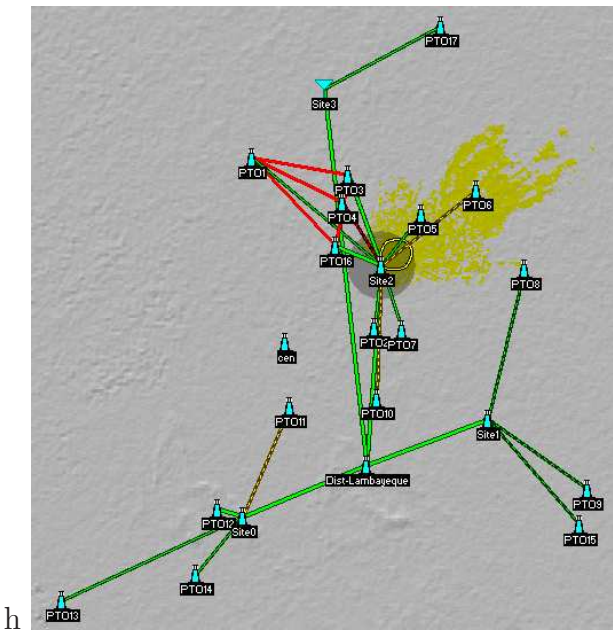 PTO17
Site3
PTO1
PTO3
PTO4
PTO6
PTO5
PTO16
Site2
PTO8
PTO2
PTO7
cen
PTO10
PTO11
Site1
Dist-Lambayeque
PTO9
PTO12
Site0
PTO15
PTO14
PTO13
h